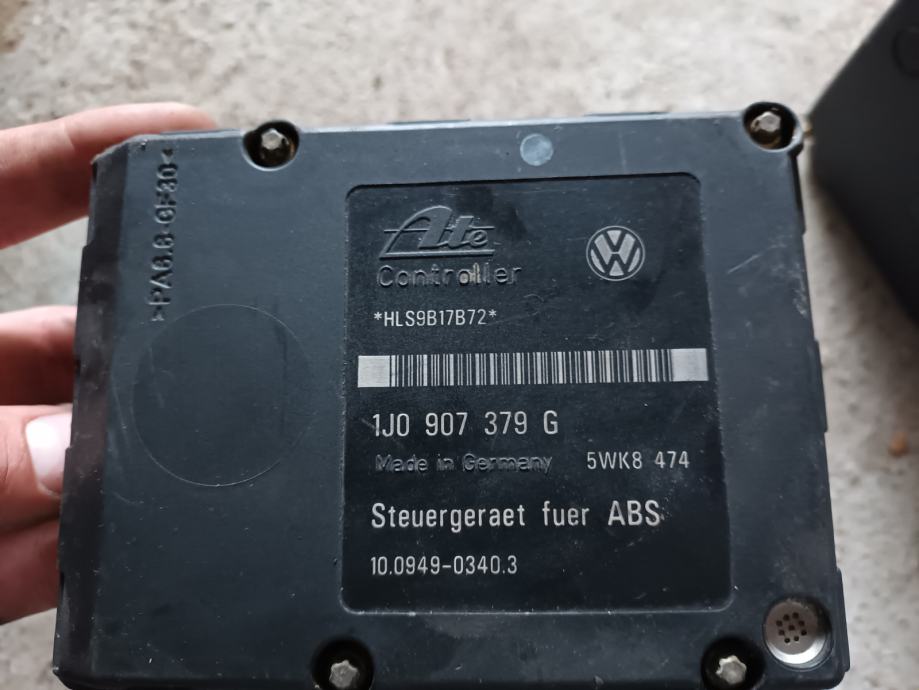 >PA6.6-GF30<
Ate
Controller
*HLS9B17B72*
1J0 907 379 G
Made in Germany 5WK8 474
Steuergeraet fuer ABS
10.0949-0340.3